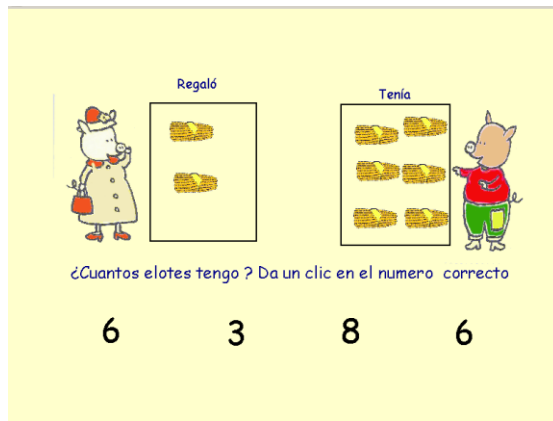 Regaló
Tenía
¿Cuantos elotes tengo ? Da un clic en el numero correcto
6 3 8 6